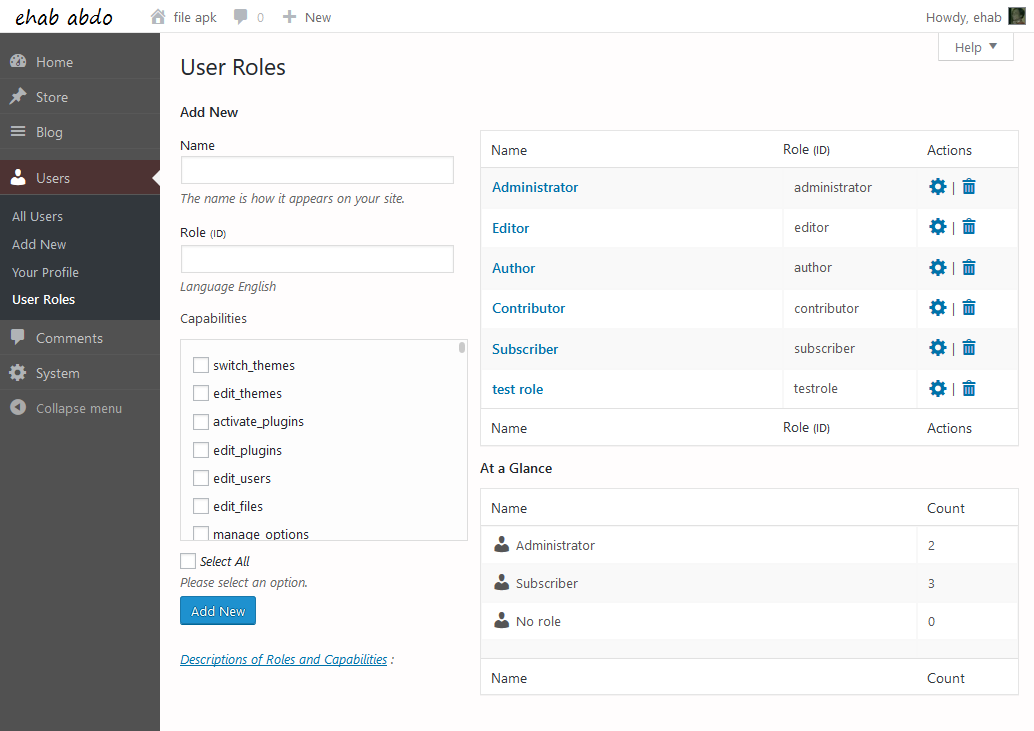 ehab abdo
file apk
0
New
Howdy, ehab
Help
Home
Store
Blog
Users
All Users
Add New
Your Profile
User Roles
Comments
System
Collapse menu
User Roles
Add New
Name
The name is how it appears on your site.
Role (ID)
Language English
Capabilities
switch_themes
edit_themes
activate_plugins
edit_plugins
edit_users
edit_files
manage_options
Select All
Please select an option.
Add New
Descriptions of Roles and Capabilities :
Name Role (ID) Actions
Administrator administrator |
Editor editor |
Author author |
Contributor contributor |
Subscriber subscriber |
test role testrole |
Name Role (ID) Actions
At a Glance
Name Count
Administrator 2
Subscriber 3
No role 0
Name Count